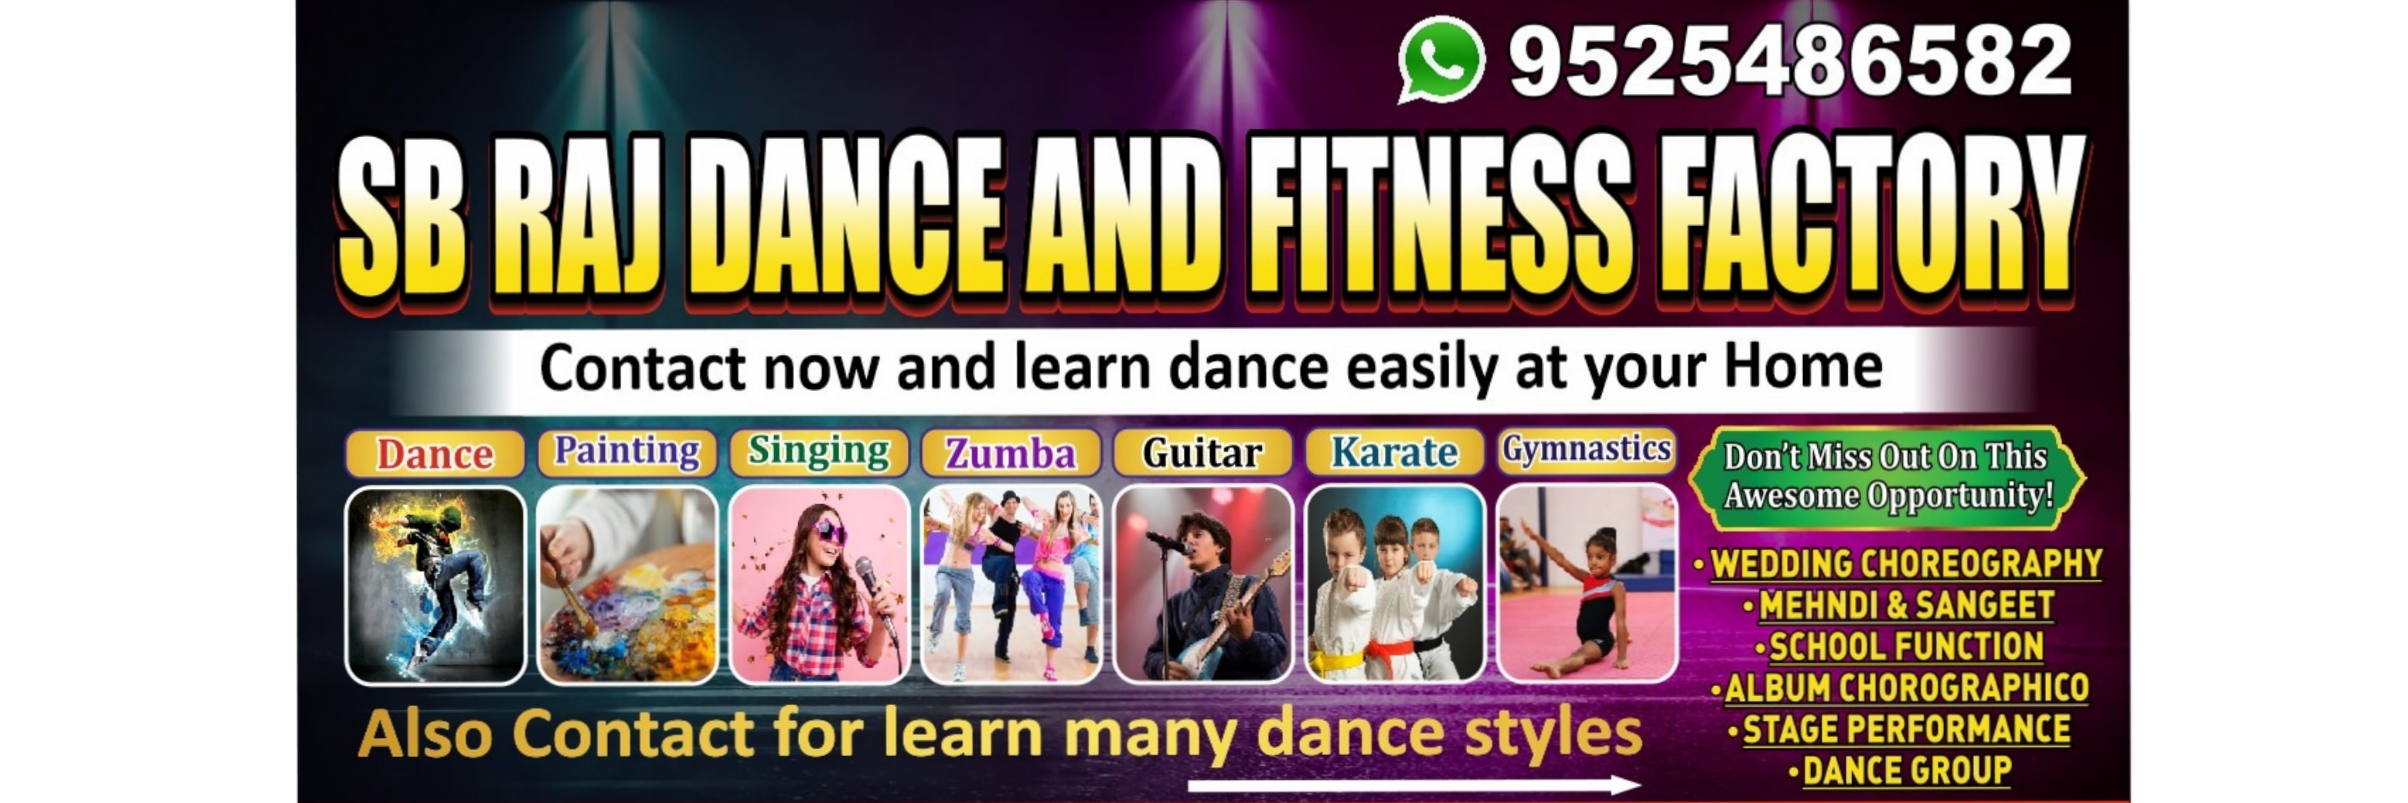 9525486582
SB RAJ DANCE AND FITNESS FACTORY
Contact now and learn dance easily at your Home
Dance
Painting
Singing
Zumba
Guitar
Karate
Gymnastics
Don't Miss Out On This
Awesome Opportunity!
• WEDDING CHOREOGRAPHY
• MEHNDI & SANGEET
• SCHOOL FUNCTION
• ALBUM CHOROGRAPHICO
• STAGE PERFORMANCE
• DANCE GROUP
Also Contact for learn many dance styles